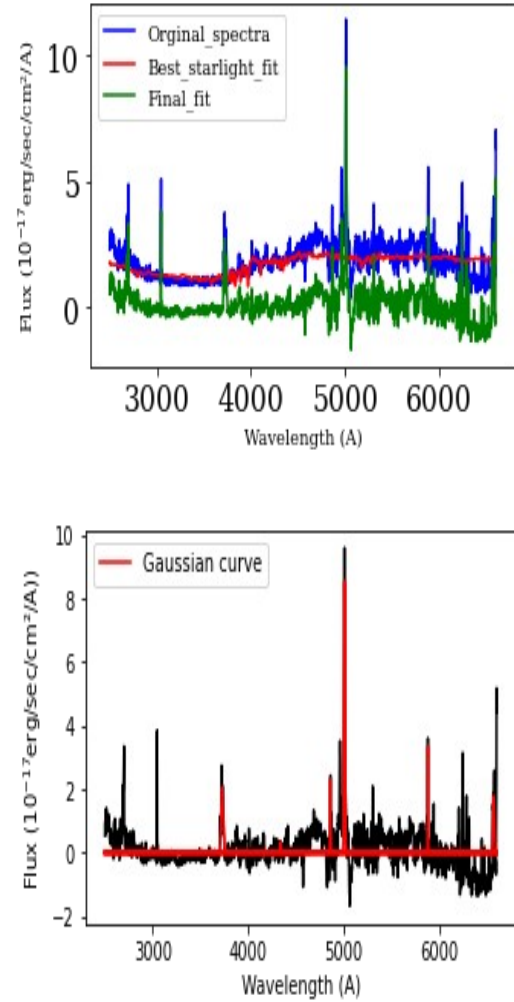 Orginal_spectra
Best_starlight_fit
Final_fit
Flux (10⁻¹⁷erg/sec/cm²/A)
10
5
0
3000 4000 5000 6000
Wavelength (A)
Gaussian curve
Flux (10⁻¹⁷erg/sec/cm²/A))
10
8
6
4
2
0
−2
3000 4000 5000 6000
Wavelength (A)